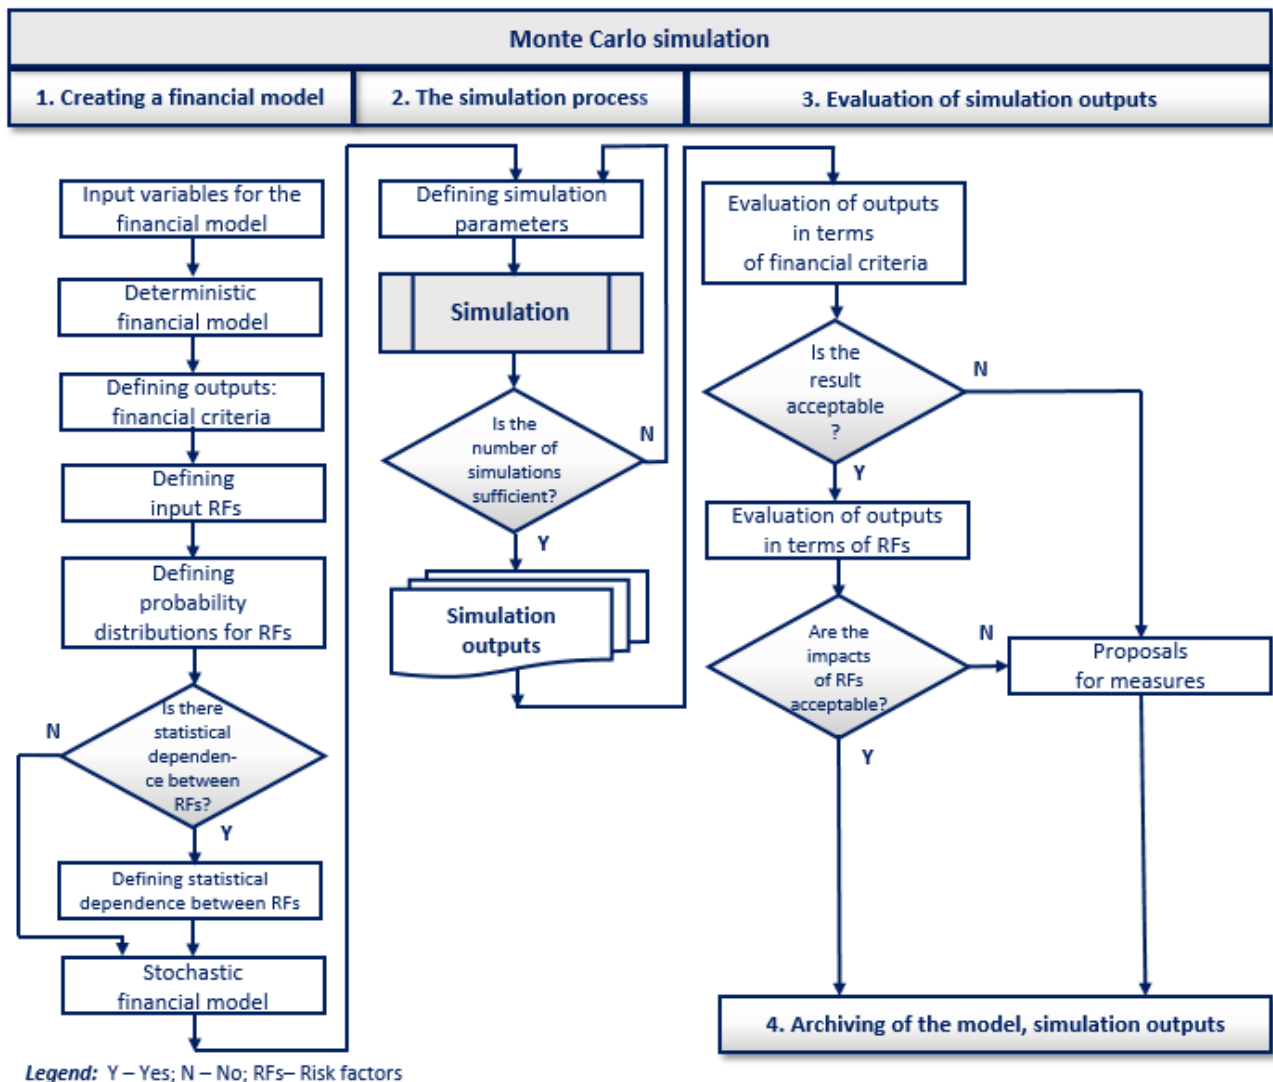 Monte Carlo simulation
1. Creating a financial model
2. The simulation process
3. Evaluation of simulation outputs
Input variables for the
financial model
Deterministic
financial model
Defining outputs:
financial criteria
Defining
input RFs
Defining
probability
distributions for RFs
Is there
statistical
dependen-
ce between
RFs?
N
Y
Defining statistical
dependence between RFs
Stochastic
financial model
Defining simulation
parameters
Simulation
Is the
number of
simulations
sufficient?
N
Y
Simulation
outputs
Evaluation of outputs
in terms
of financial criteria
Is the
result
acceptable
?
N
Y
Evaluation of outputs
in terms of RFs
Are the
impacts
of RFs
acceptable?
N
Y
Proposals
for measures
4. Archiving of the model, simulation outputs
Legend: Y – Yes; N – No; RFs– Risk factors